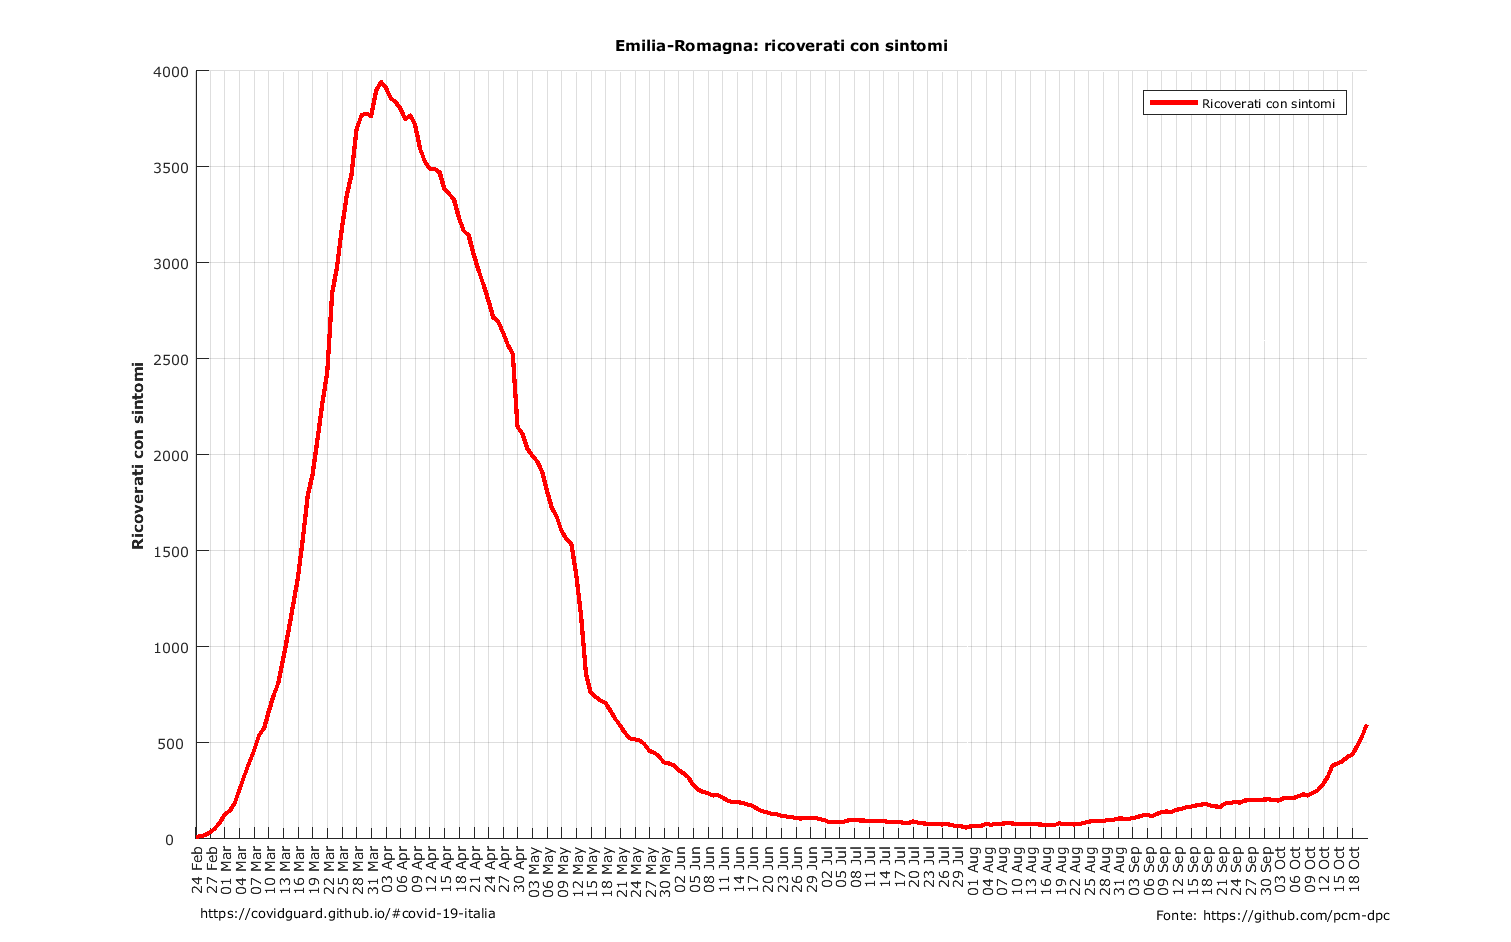 Emilia-Romagna: ricoverati con sintomi
Ricoverati con sintomi
Ricoverati con sintomi
4000
3500
3000
2500
2000
1500
1000
500
0
24 Feb
27 Feb
01 Mar
04 Mar
07 Mar
10 Mar
13 Mar
16 Mar
19 Mar
22 Mar
25 Mar
28 Mar
31 Mar
03 Apr
06 Apr
09 Apr
12 Apr
15 Apr
18 Apr
21 Apr
24 Apr
27 Apr
30 Apr
03 May
06 May
09 May
12 May
15 May
18 May
21 May
24 May
27 May
30 May
02 Jun
05 Jun
08 Jun
11 Jun
14 Jun
17 Jun
20 Jun
23 Jun
26 Jun
29 Jun
02 Jul
05 Jul
08 Jul
11 Jul
14 Jul
17 Jul
20 Jul
23 Jul
26 Jul
29 Jul
01 Aug
04 Aug
07 Aug
10 Aug
13 Aug
16 Aug
19 Aug
22 Aug
25 Aug
28 Aug
31 Aug
03 Sep
06 Sep
09 Sep
12 Sep
15 Sep
18 Sep
21 Sep
24 Sep
27 Sep
30 Sep
03 Oct
06 Oct
09 Oct
12 Oct
15 Oct
18 Oct
https://covidguard.github.io/#covid-19-italia
Fonte: https://github.com/pcm-dpc